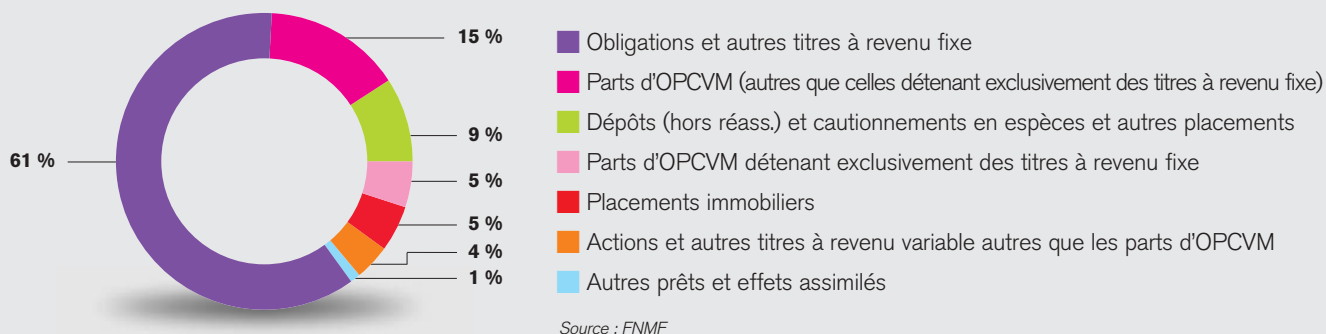 61 %
15 %
9 %
5 %
5 %
4 %
1 %
Obligations et autres titres à revenu fixe
Parts d'OPCVM (autres que celles détenant exclusivement des titres à revenu fixe)
Dépôts (hors réass.) et cautionnements en espèces et autres placements
Parts d'OPCVM détenant exclusivement des titres à revenu fixe
Placements immobiliers
Actions et autres titres à revenu variable autres que les parts d'OPCVM
Autres prêts et effets assimilés
Source : FNMF